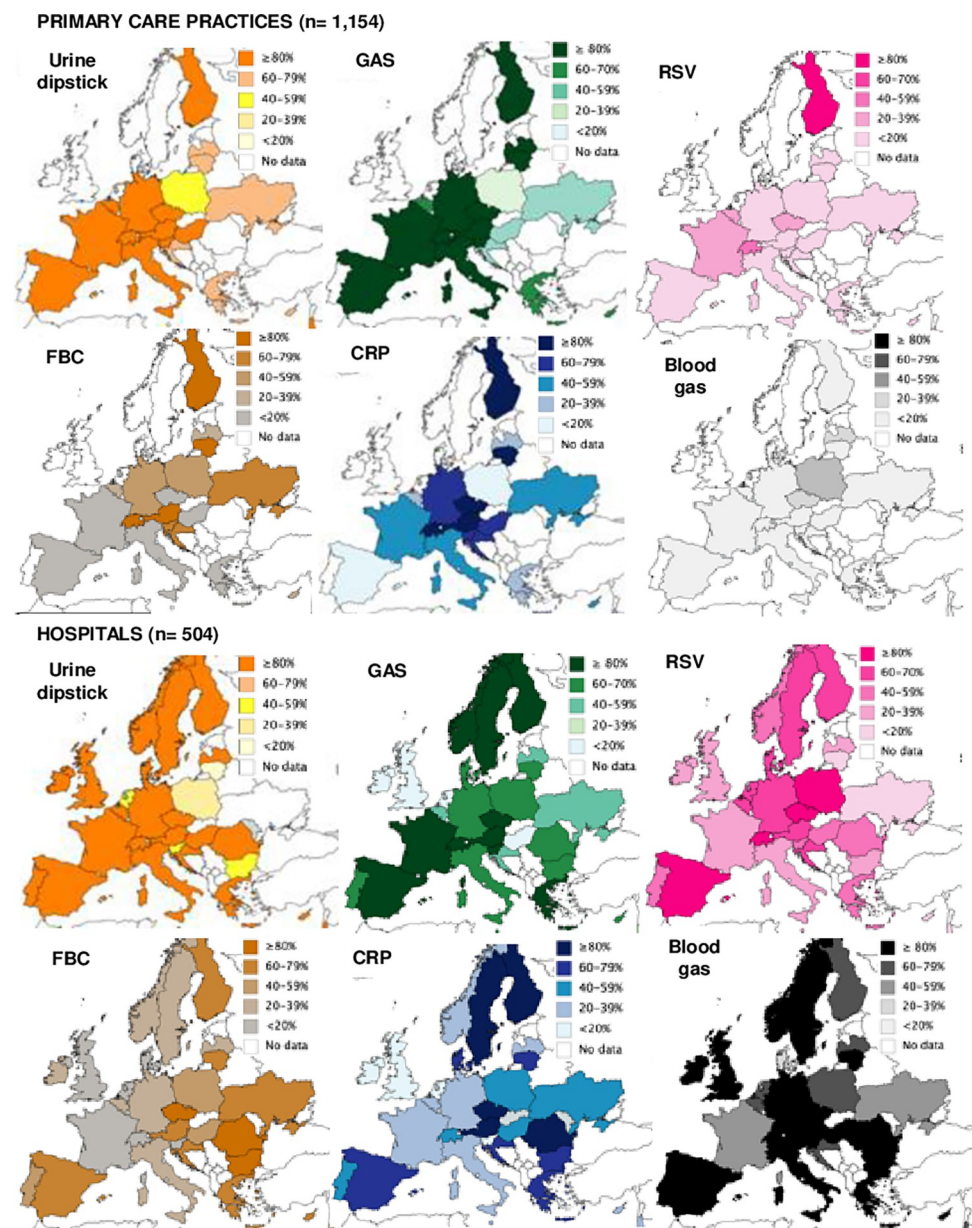 PRIMARY CARE PRACTICES (n= 1,154)
Urine
dipstick
≥80%
60-79%
40-59%
20-39%
<20%
No data
GAS
≥ 80%
60-70%
40-59%
20-39%
<20%
No data
RSV
≥80%
60-70%
40-59%
20-39%
<20%
No data
FBC
≥80%
60-79%
40-59%
20-39%
<20%
No data
CRP
≥80%
60-79%
40-59%
20-39%
<20%
No data
Blood
gas
≥ 80%
60-79%
40-59%
20-39%
<20%
No data
HOSPITALS (n= 504)
Urine
dipstick
≥80%
60-79%
40-59%
20-39%
<20%
No data
GAS
≥ 80%
60-70%
40-59%
20-39%
<20%
No data
RSV
≥80%
60-70%
40-59%
20-39%
<20%
No data
FBC
≥80%
60-79%
40-59%
20-39%
<20%
No data
CRP
≥80%
60-79%
40-59%
20-39%
<20%
No data
Blood
gas
≥ 80%
60-79%
40-59%
20-39%
<20%
No data